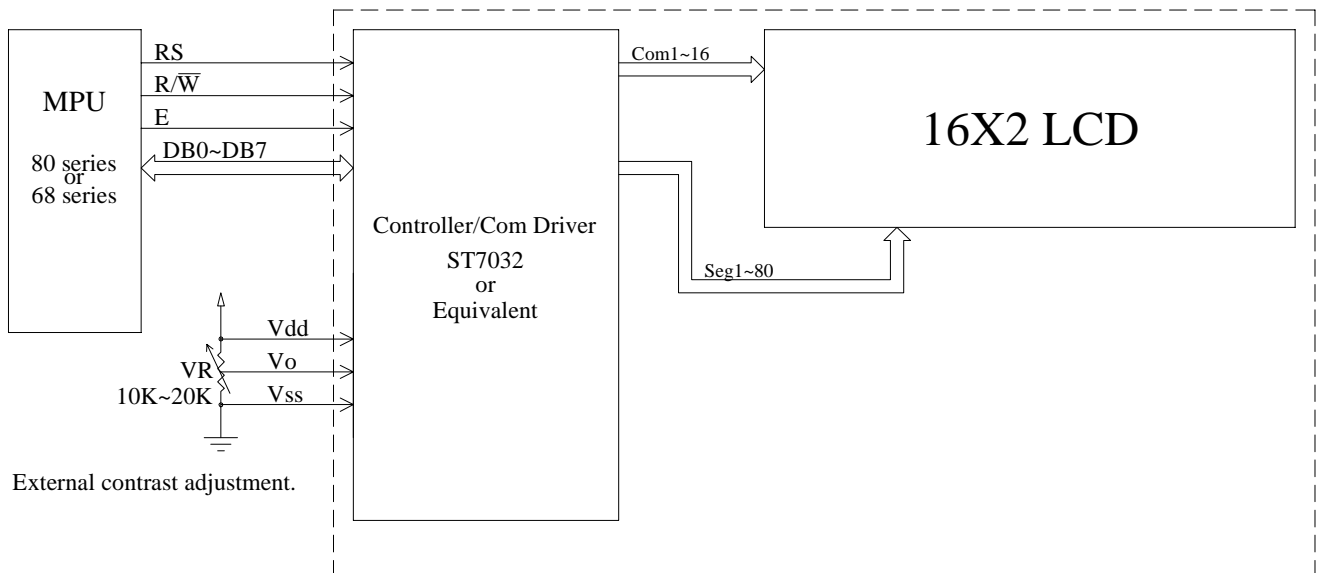 MPU
80 series
or
68 series
RS
R/W̅
E
DB0~DB7
Controller/Com Driver
ST7032
or
Equivalent
Com1~16
Seg1~80
16X2 LCD
Vdd
Vo
Vss
VR
10K~20K
External contrast adjustment.